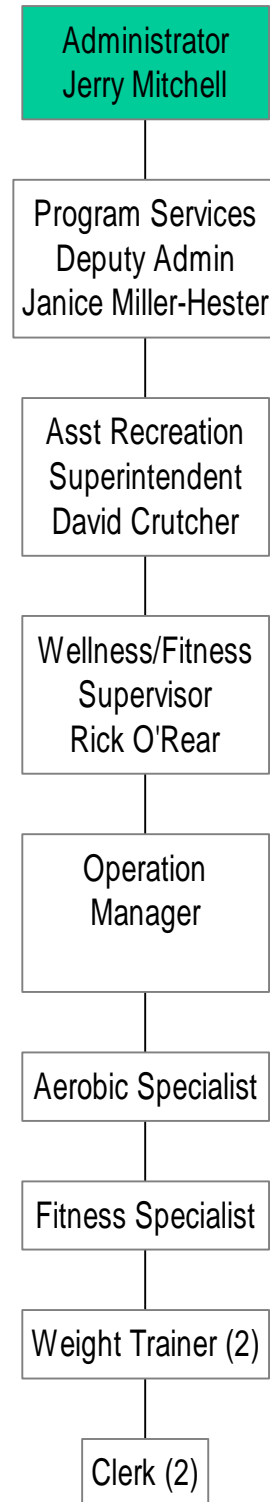 Administrator
Jerry Mitchell
Program Services
Deputy Admin
Janice Miller-Hester
Asst Recreation
Superintendent
David Crutcher
Wellness/Fitness
Supervisor
Rick O'Rear
Operation
Manager
Aerobic Specialist
Fitness Specialist
Weight Trainer (2)
Clerk (2)